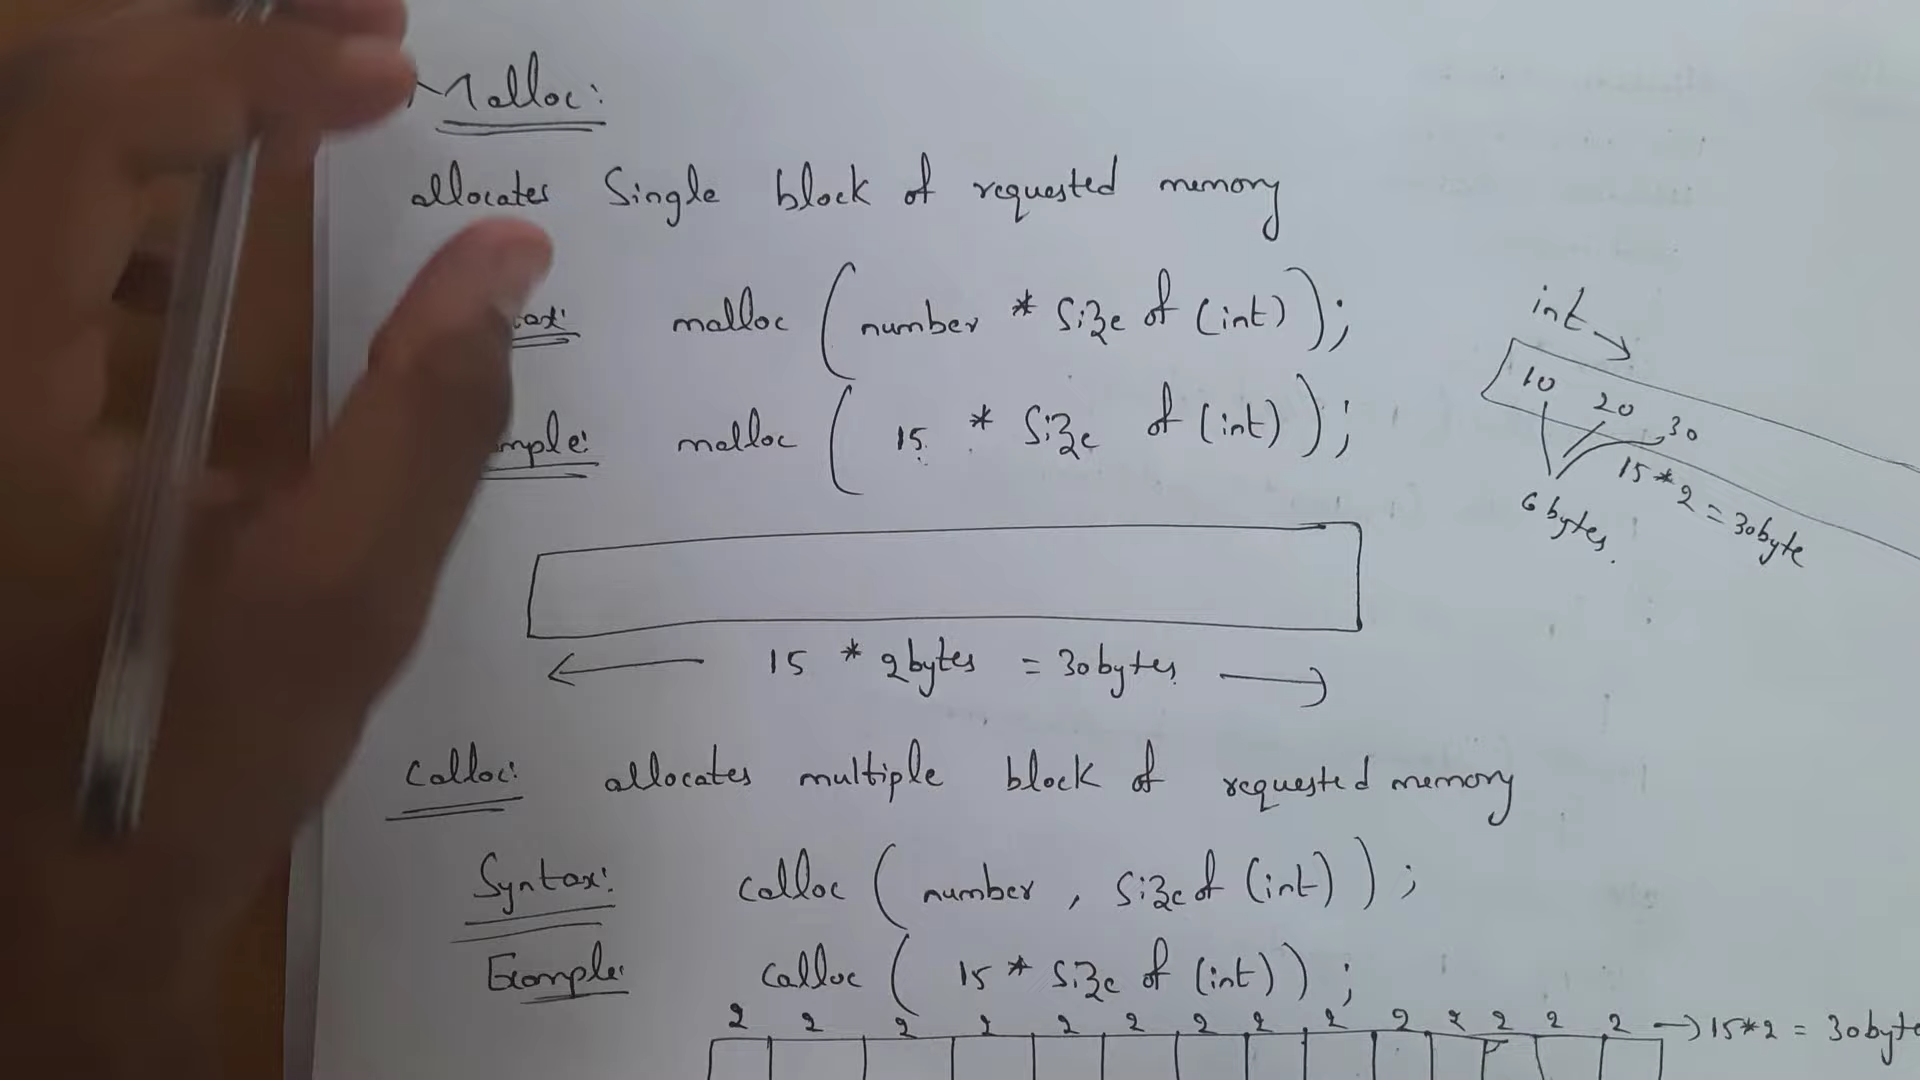 Malloc:
allocates Single block of requested memory
malloc (number * Size of (int));
malloc ( 15 * Size of (int));
15 * 2bytes = 30bytes
int
10 20 30
6 bytes.
15 * 2 = 30byte
Calloc: allocates multiple block of requested memory
Syntax: calloc (number , Size of (int));
Example: calloc ( 15 * Size of (int));
2 2 2 2 2 2 2 2 2 2 2 2 2 2 → 15*2 = 30byte